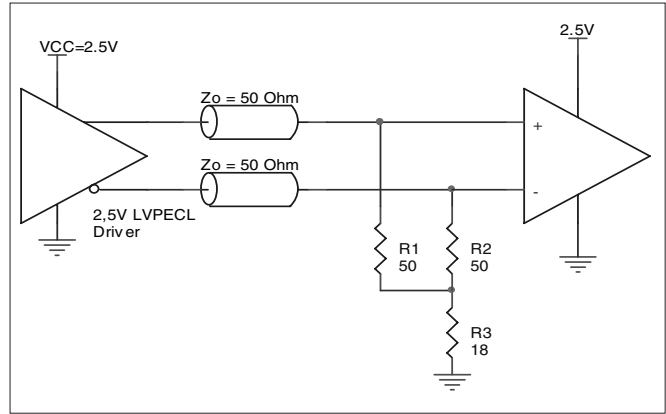 VCC=2.5V
2.5V
Zo = 50 Ohm
+
Zo = 50 Ohm
-
2,5V LVPECL
Driver
R1
50
R2
50
R3
18